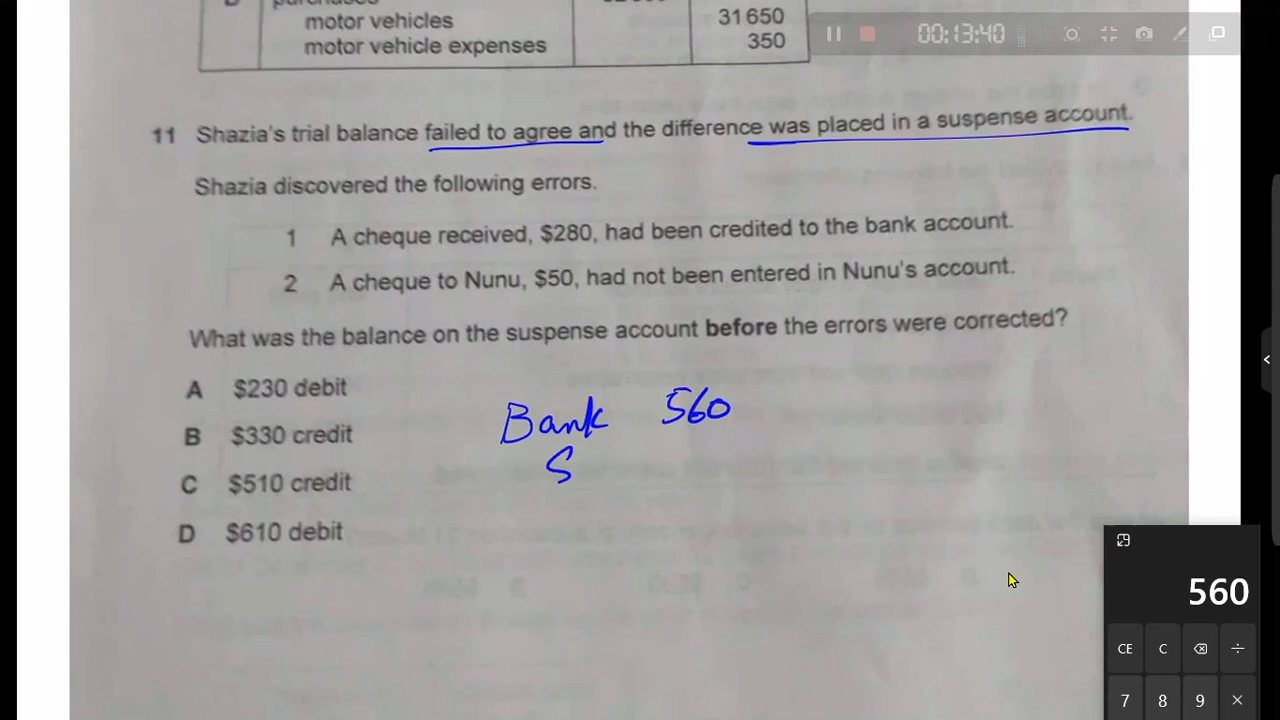 motor vehicles
31 650
motor vehicle expenses
350
00:13:40
11 Shazia's trial balance failed to agree and the difference was placed in a suspense account.
Shazia discovered the following errors.
1 A cheque received, $280, had been credited to the bank account.
2 A cheque to Nunu, $50, had not been entered in Nunu's account.
What was the balance on the suspense account before the errors were corrected?
A $230 debit
B $330 credit
C $510 credit
D $610 debit
Bank 560
S
560
CE C ÷
7 8 9 ×